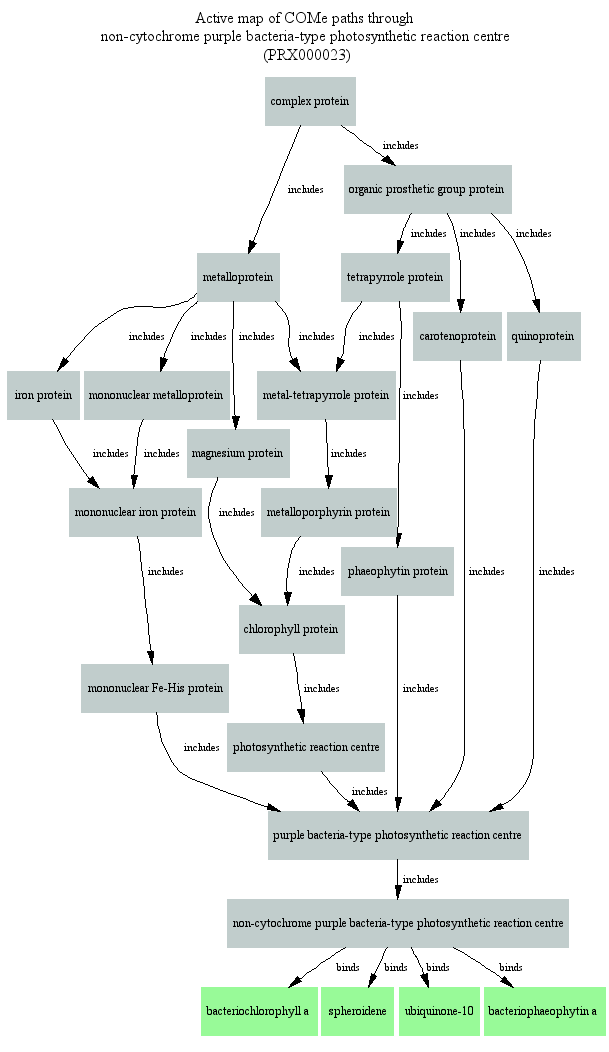 Active map of COMe paths through
non-cytochrome purple bacteria-type photosynthetic reaction centre
(PRX000023)
complex protein
includes
includes
organic prosthetic group protein
includes
includes
includes
metalloprotein
tetrapyrrole protein
carotenoprotein
quinoprotein
includes
includes
includes
includes
includes
iron protein
mononuclear metalloprotein
metal-tetrapyrrole protein
includes
magnesium protein
includes
includes
includes
mononuclear iron protein
metalloporphyrin protein
includes
includes
includes
phaeophytin protein
includes
includes
chlorophyll protein
mononuclear Fe-His protein
includes
includes
photosynthetic reaction centre
includes
includes
purple bacteria-type photosynthetic reaction centre
includes
non-cytochrome purple bacteria-type photosynthetic reaction centre
binds
binds
binds
binds
bacteriochlorophyll a
spheroidene
ubiquinone-10
bacteriophaeophytin a